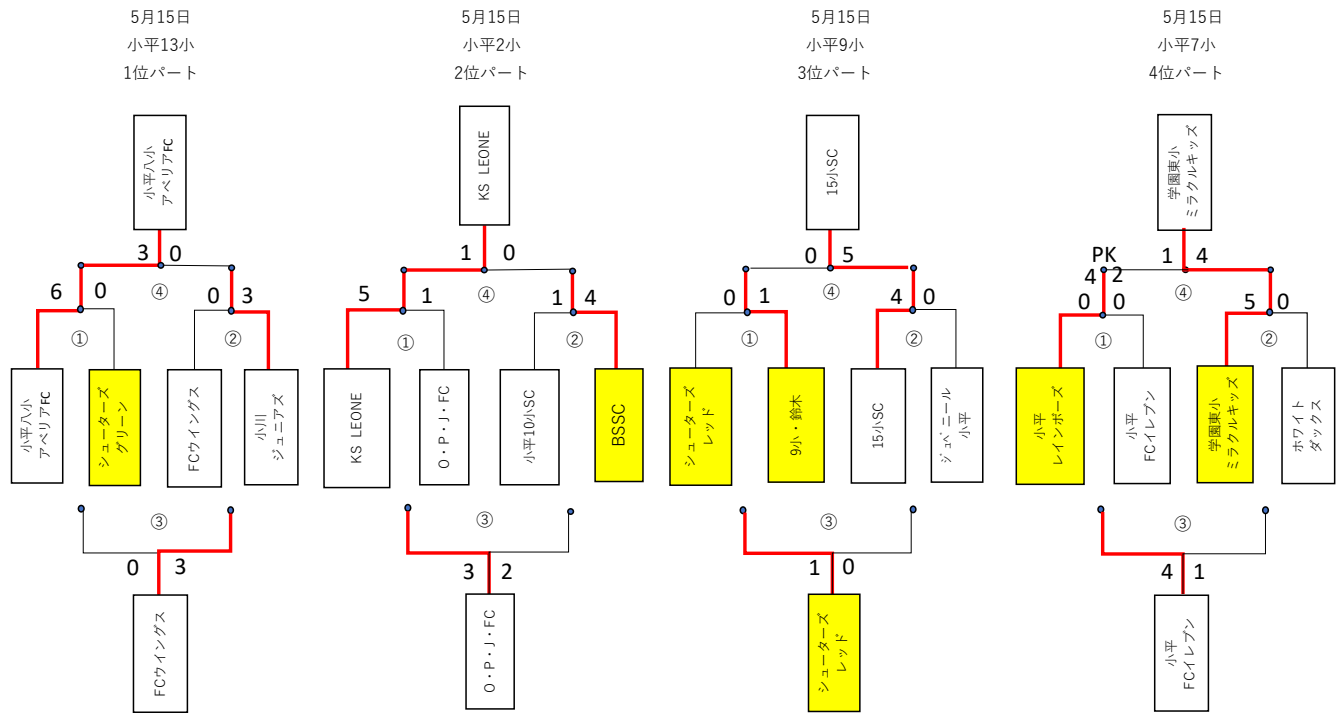 5月15日
小平13小
1位パート
小平八小
アペリアFC
3 0
④
6 0
0 3
①
②
小平八小
アペリアFC
シューターズ
グリーン
FCウイングス
小川
ジュニアズ
③
0 3
FCウイングス
5月15日
小平2小
2位パート
KS LEONE
1 0
④
5 1
1 4
①
②
KS LEONE
O・P・J・FC
小平10小SC
BSSC
③
3 2
O・P・J・FC
5月15日
小平9小
3位パート
15小SC
0 5
④
0 1
4 0
①
②
シューターズ
レッド
9小・鈴木
15小SC
ジュベニール
小平
③
1 0
シューターズ
レッド
5月15日
小平7小
4位パート
学園東小
ミラクルキッズ
1 4
PK
4 2
④
0 0
5 0
①
②
小平
レインボーズ
小平
FCイレブン
学園東小
ミラクルキッズ
ホワイト
ダックス
③
4 1
小平
FCイレブン